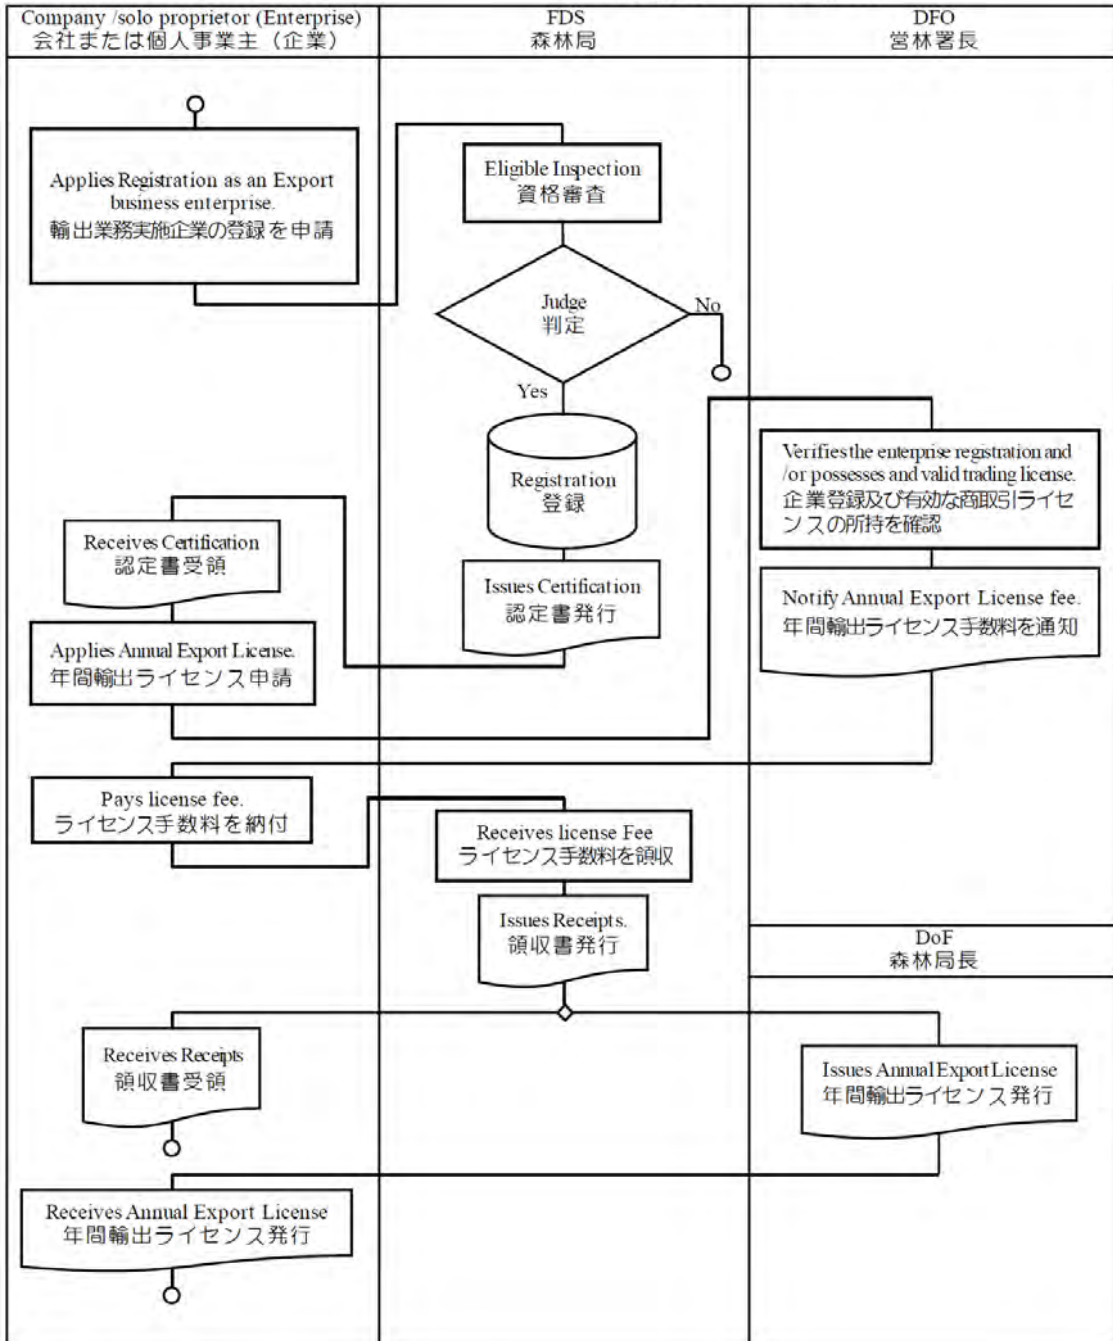 Company /solo proprietor (Enterprise)
会社または個人事業主（企業）
FDS
森林局
DFO
営林署長
Applies Registration as an Export
business enterprise.
輸出業務実施企業の登録を申請
Eligible Inspection
資格審査
Judge
判定
No
Yes
Registration
登録
Verifies the enterprise registration and
/or possesses and valid trading license.
企業登録及び有効な商取引ライセ
ンスの所持を確認
Receives Certification
認定書受領
Issues Certification
認定書発行
Notify Annual Export License fee.
年間輸出ライセンス手数料を通知
Applies Annual Export License.
年間輸出ライセンス申請
Pays license fee.
ライセンス手数料を納付
Receives license Fee
ライセンス手数料を領収
Issues Receipts.
領収書発行
DoF
森林局長
Receives Receipts
領収書受領
Issues Annual Export License
年間輸出ライセンス発行
Receives Annual Export License
年間輸出ライセンス発行